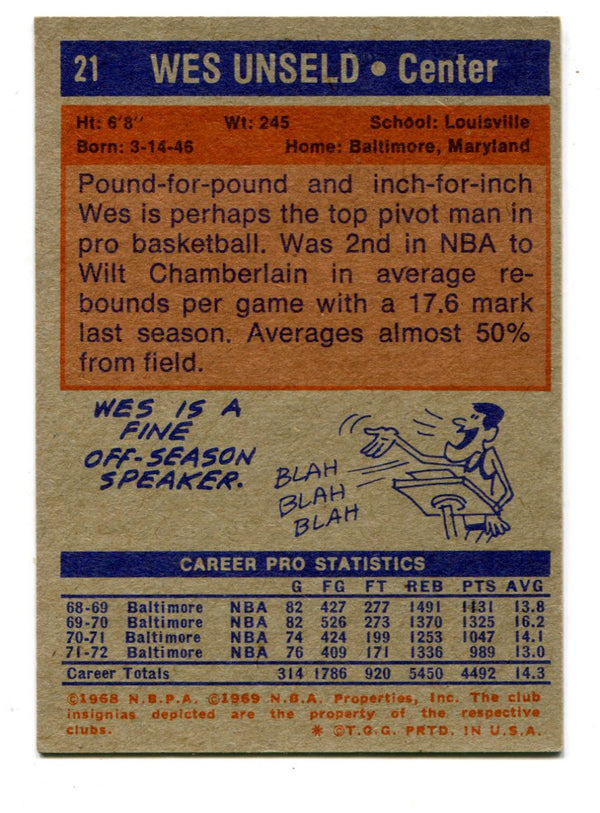 21 WES UNSELD • Center
Ht: 6'8" Wt: 245 School: Louisville
Born: 3-14-46 Home: Baltimore, Maryland
Pound-for-pound and inch-for-inch
Wes is perhaps the top pivot man in
pro basketball. Was 2nd in NBA to
Wilt Chamberlain in average re-
bounds per game with a 17.6 mark
last season. Averages almost 50%
from field.
WES IS A
FINE
OFF-SEASON
SPEAKER.
BLAH
BLAH
BLAH
CAREER PRO STATISTICS
G FG FT REB PTS AVG
68-69 Baltimore NBA 82 427 277 1491 1131 13.8
69-70 Baltimore NBA 82 526 273 1370 1325 16.2
70-71 Baltimore NBA 74 424 199 1253 1047 14.1
71-72 Baltimore NBA 76 409 171 1336 989 13.0
Career Totals 314 1786 920 5450 4492 14.3
©1968 N.B.P.A. ©1969 N.B.A. Properties, Inc. The club
insignias depicted are the property of the respective
clubs. * ©T.C.G. PRTD. IN U.S.A.